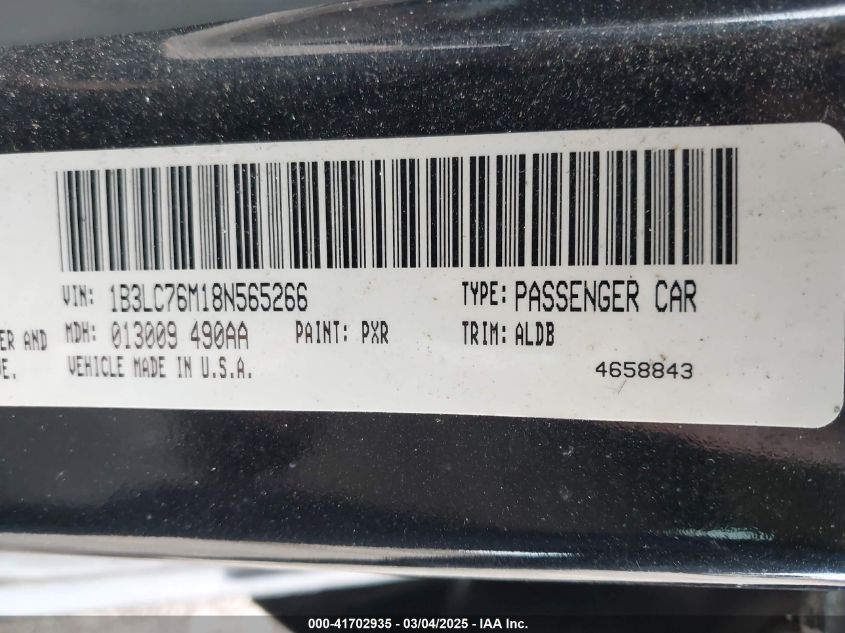 VIN: 1B3LC76M18N565266 TYPE: PASSENGER CAR
ER AND MDH: 013009 490AA PAINT: PXR TRIM: ALDB
VE. VEHICLE MADE IN U.S.A. 4658843
000-41702935 - 03/04/2025 - IAA Inc.